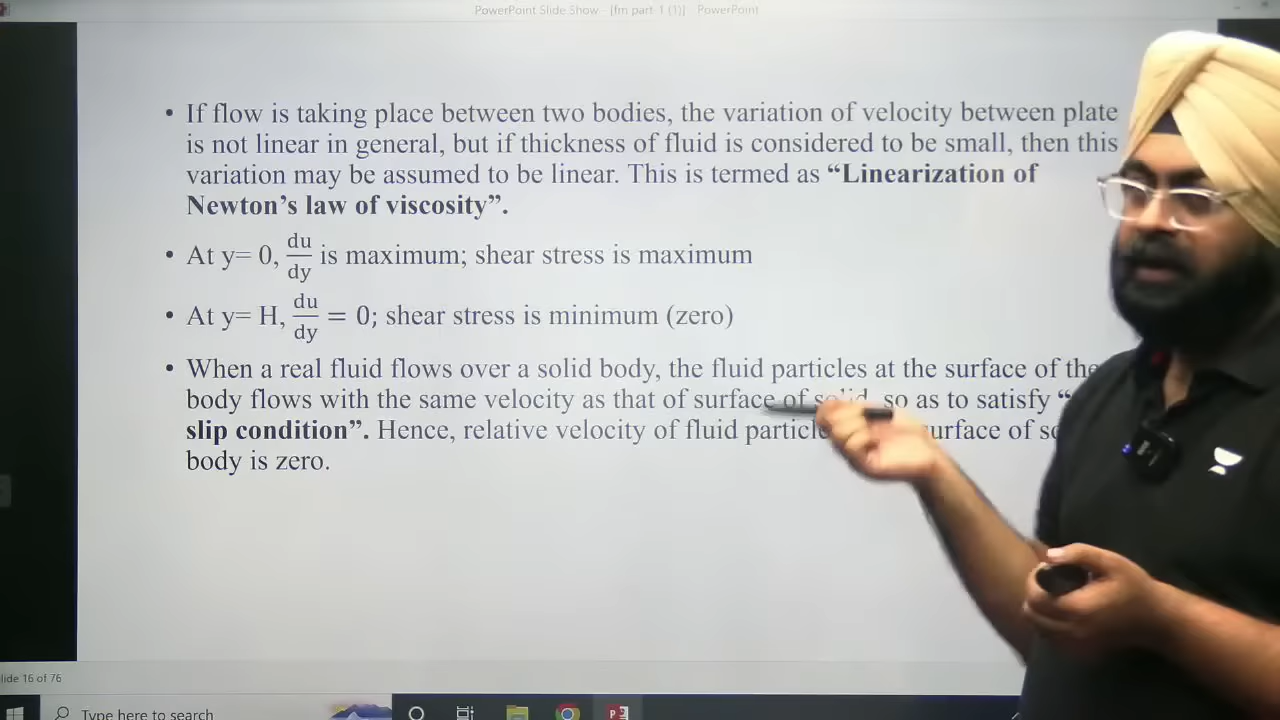 PowerPoint Slide Show - [fm part-1 (1)] - PowerPoint
• If flow is taking place between two bodies, the variation of velocity between plate
is not linear in general, but if thickness of fluid is considered to be small, then this
variation may be assumed to be linear. This is termed as “Linearization of
Newton’s law of viscosity”.
• At y= 0, du/dy is maximum; shear stress is maximum
• At y= H, du/dy = 0; shear stress is minimum (zero)
• When a real fluid flows over a solid body, the fluid particles at the surface of the
body flows with the same velocity as that of surface of solid, so as to satisfy “
slip condition”. Hence, relative velocity of fluid surface of
body is zero.
lide 16 of 76
Type here to search